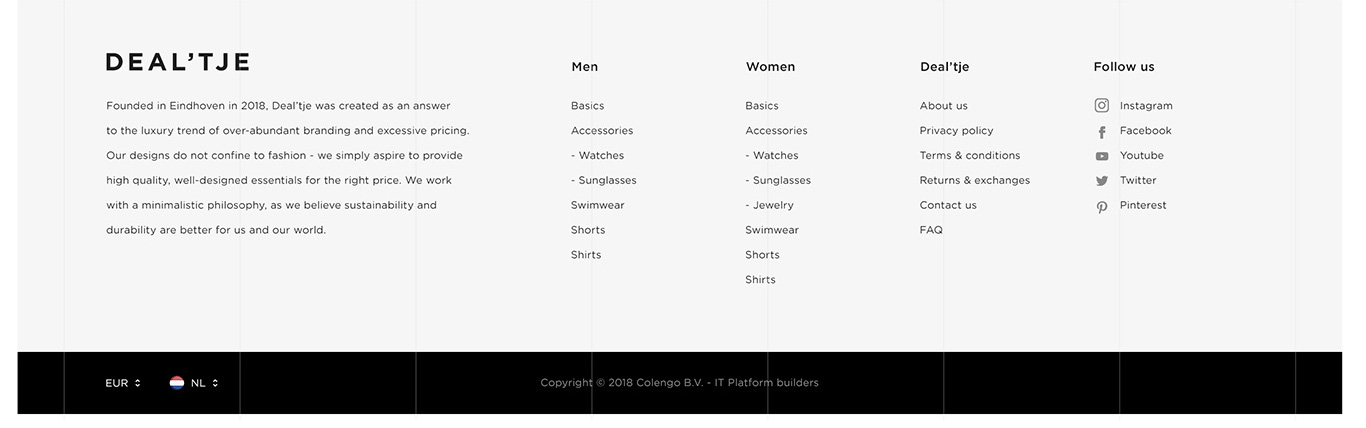 DEAL'TJE
Founded in Eindhoven in 2018, Deal'tje was created as an answer
to the luxury trend of over-abundant branding and excessive pricing.
Our designs do not confine to fashion - we simply aspire to provide
high quality, well-designed essentials for the right price. We work
with a minimalistic philosophy, as we believe sustainability and
durability are better for us and our world.
Men
Basics
Accessories
- Watches
- Sunglasses
Swimwear
Shorts
Shirts
Women
Basics
Accessories
- Watches
- Sunglasses
- Jewelry
Swimwear
Shorts
Shirts
Deal'tje
About us
Privacy policy
Terms & conditions
Returns & exchanges
Contact us
FAQ
Follow us
Instagram
Facebook
Youtube
Twitter
Pinterest
EUR
NL
Copyright © 2018 Colengo B.V. - IT Platform builders